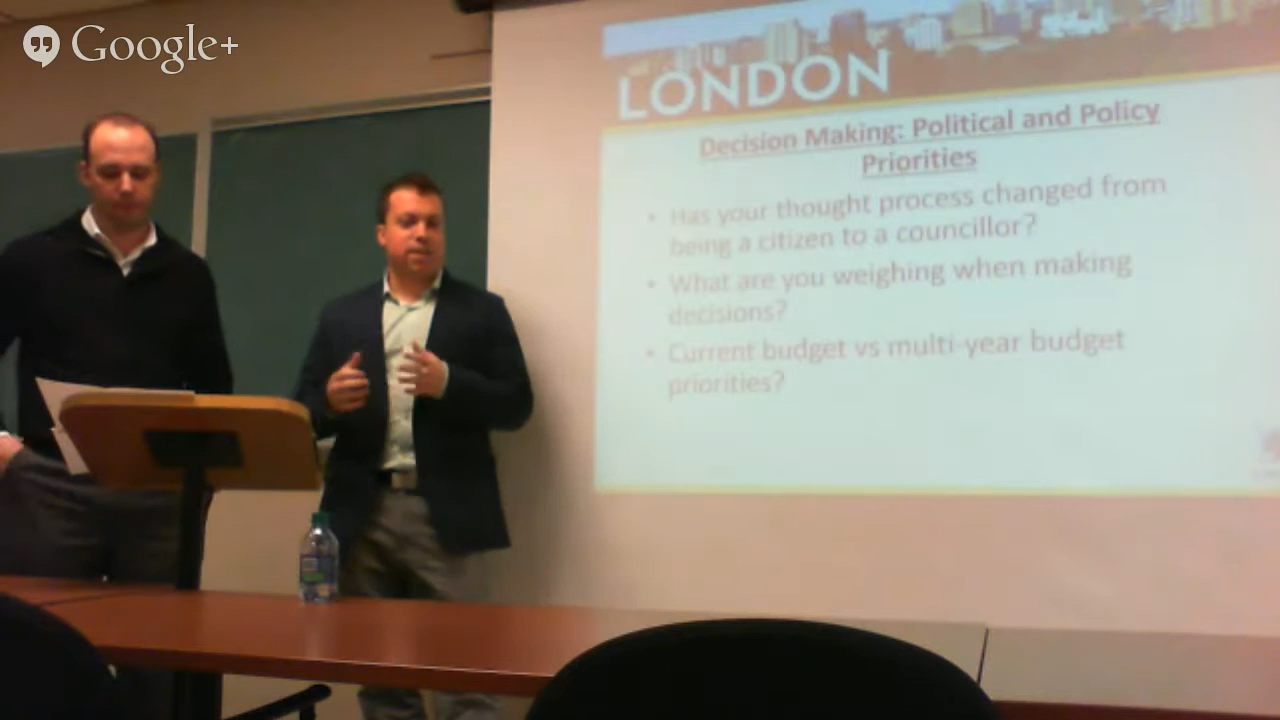 Google+
LONDON
Decision Making: Political and Policy
Priorities
• Has your thought process changed from
being a citizen to a councillor?
• What are you weighing when making
decisions?
• Current budget vs multi-year budget
priorities?